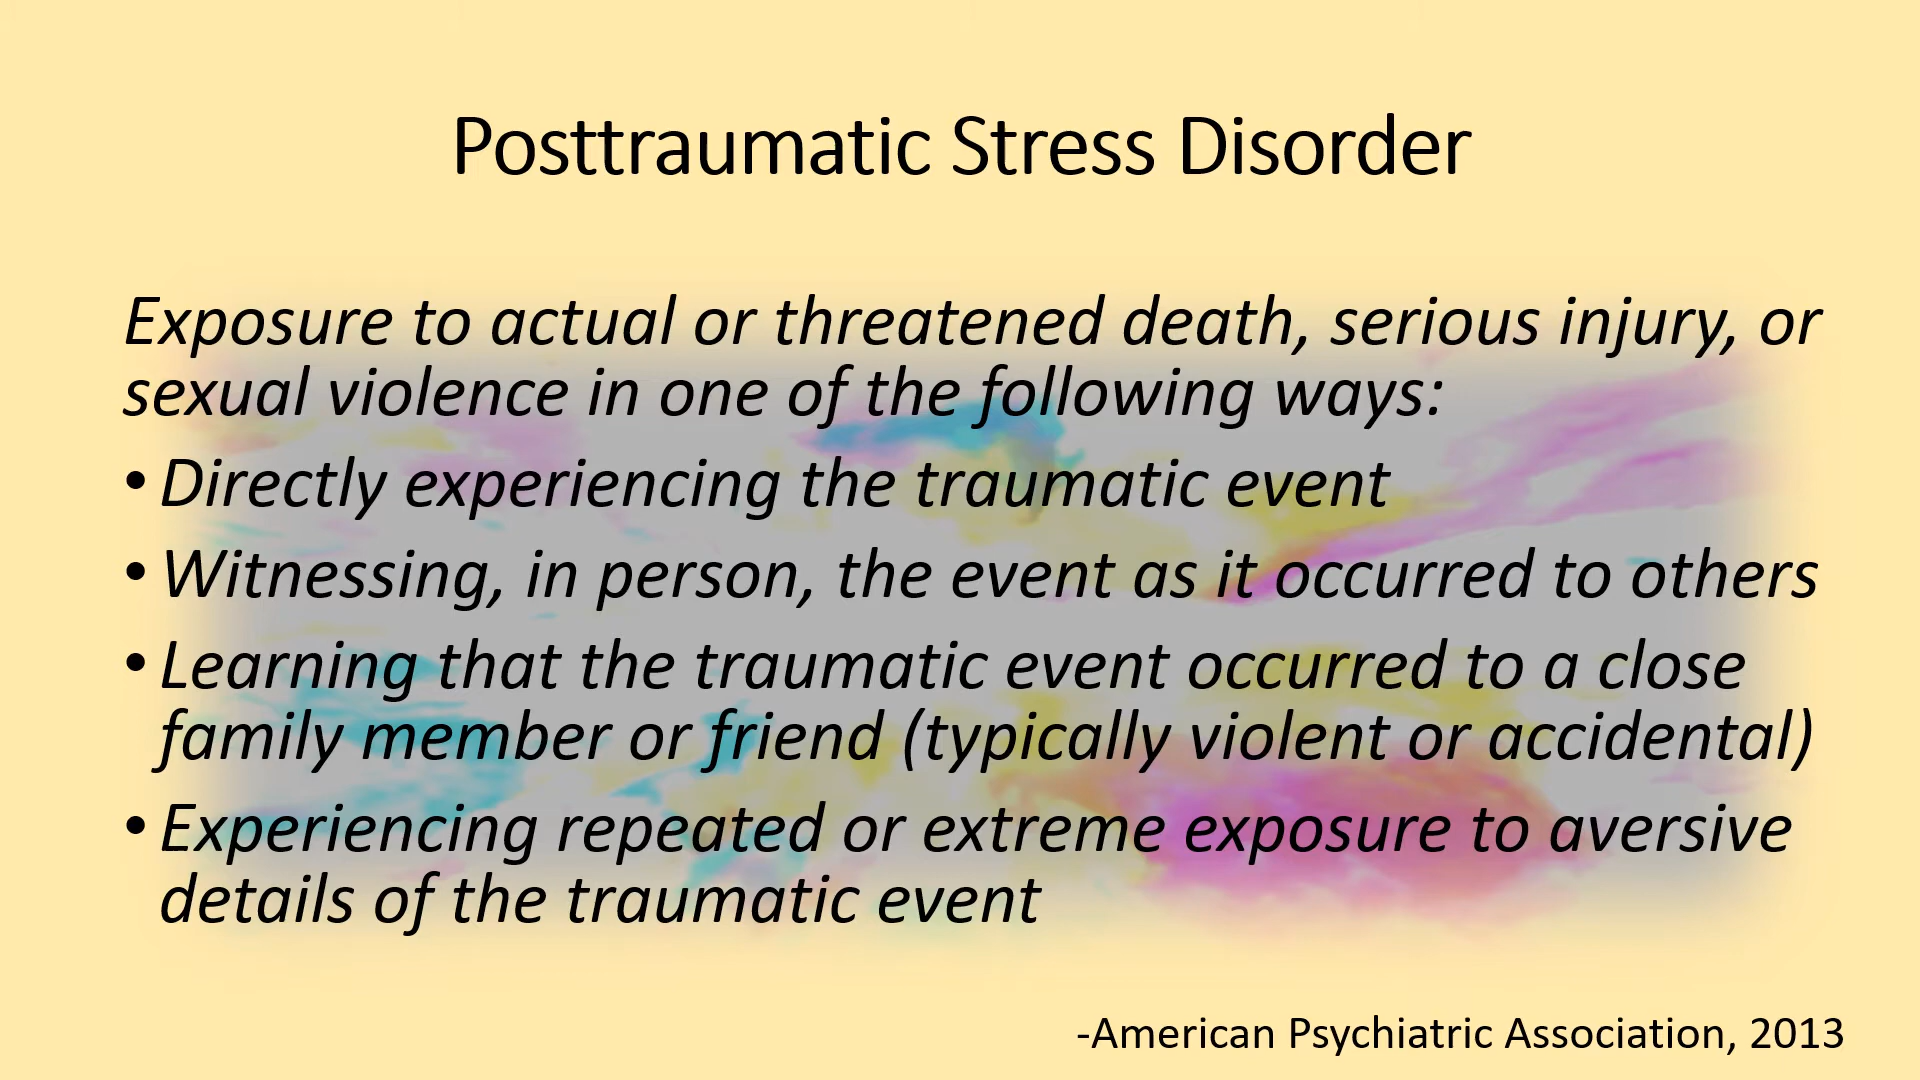 Posttraumatic Stress Disorder
Exposure to actual or threatened death, serious injury, or
sexual violence in one of the following ways:
• Directly experiencing the traumatic event
• Witnessing, in person, the event as it occurred to others
• Learning that the traumatic event occurred to a close
family member or friend (typically violent or accidental)
• Experiencing repeated or extreme exposure to aversive
details of the traumatic event
-American Psychiatric Association, 2013